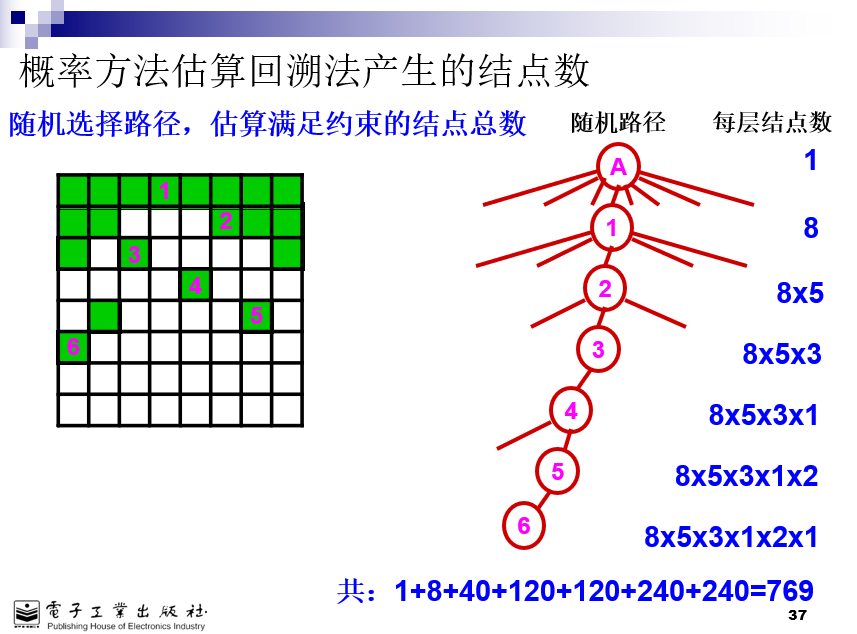 概率方法估算回溯法产生的结点数
随机选择路径，估算满足约束的结点总数
随机路径 每层结点数
1
2
3
4
5
6
A
1
2
3
4
5
6
1
8
8x5
8x5x3
8x5x3x1
8x5x3x1x2
8x5x3x1x2x1
共：1+8+40+120+120+240+240=769
電子工業出版社
PHEI
Publishing House of Electronics Industry
37